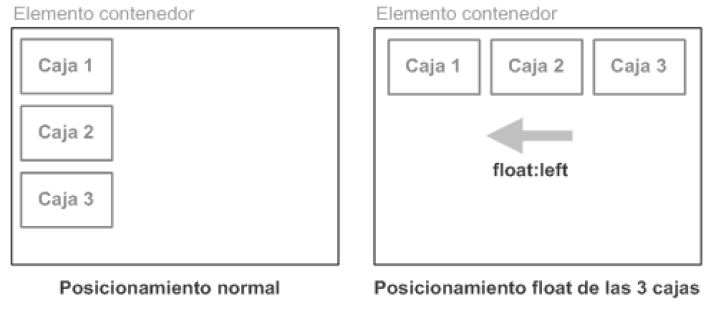 Elemento contenedor
Caja 1
Caja 2
Caja 3
Posicionamiento normal
Elemento contenedor
Caja 1 Caja 2 Caja 3
float:left
Posicionamiento float de las 3 cajas